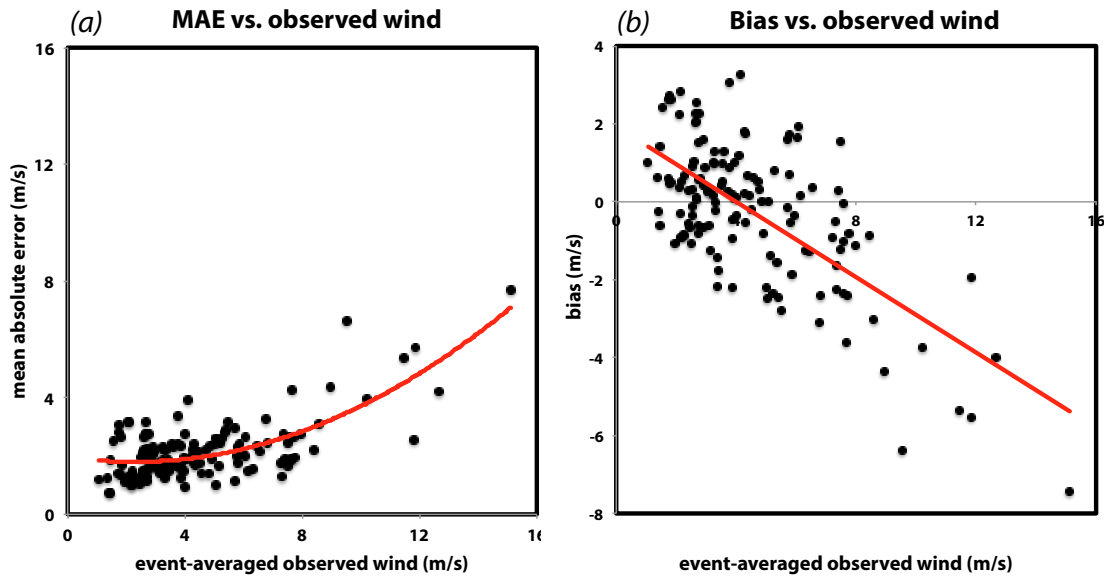 (a) MAE vs. observed wind
16
12
8
4
0
0 4 8 12 16
mean absolute error (m/s)
event-averaged observed wind (m/s)
(b) Bias vs. observed wind
4
2
0
-2
-4
-6
-8
0 4 8 12 16
bias (m/s)
event-averaged observed wind (m/s)